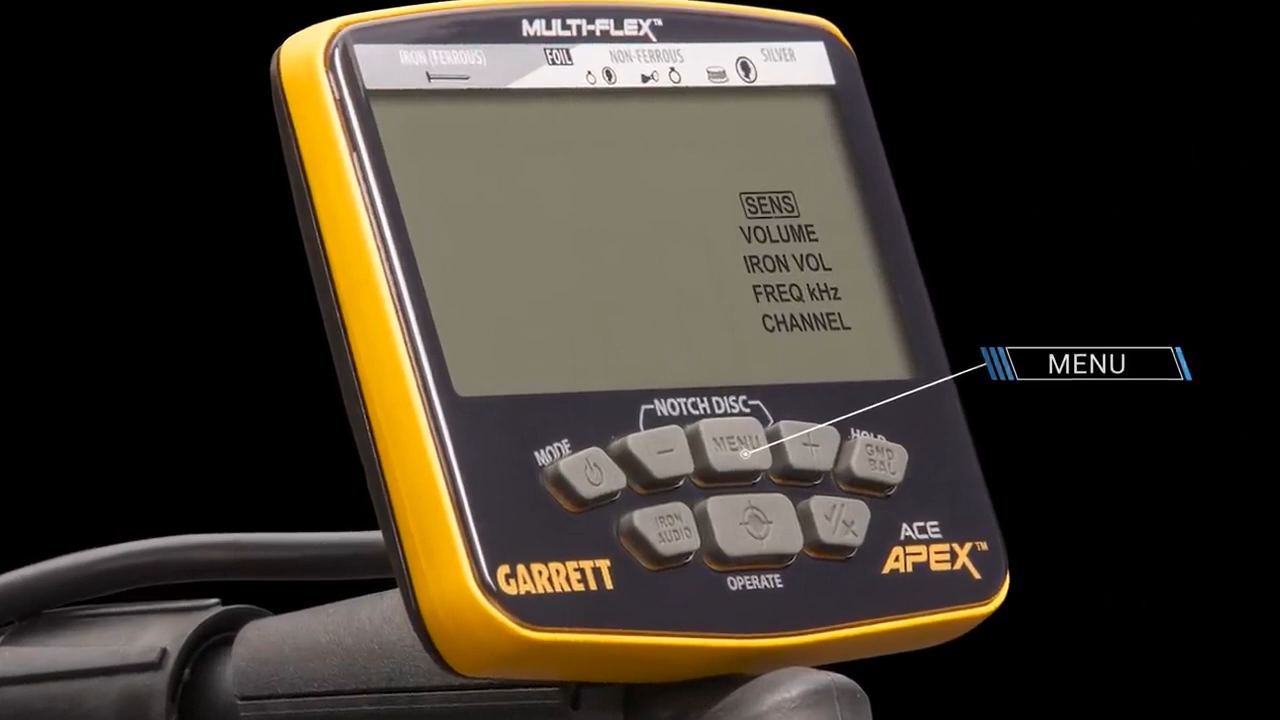 MULTI-FLEX™
IRON (FERROUS) FOIL NON-FERROUS SILVER
SENS
VOLUME
IRON VOL
FREQ kHz
CHANNEL
MENU
NOTCH DISC
MODE - MENU + HOLD
GND
BAL
IRON
AUDIO
OPERATE
GARRETT
ACE
APEX™